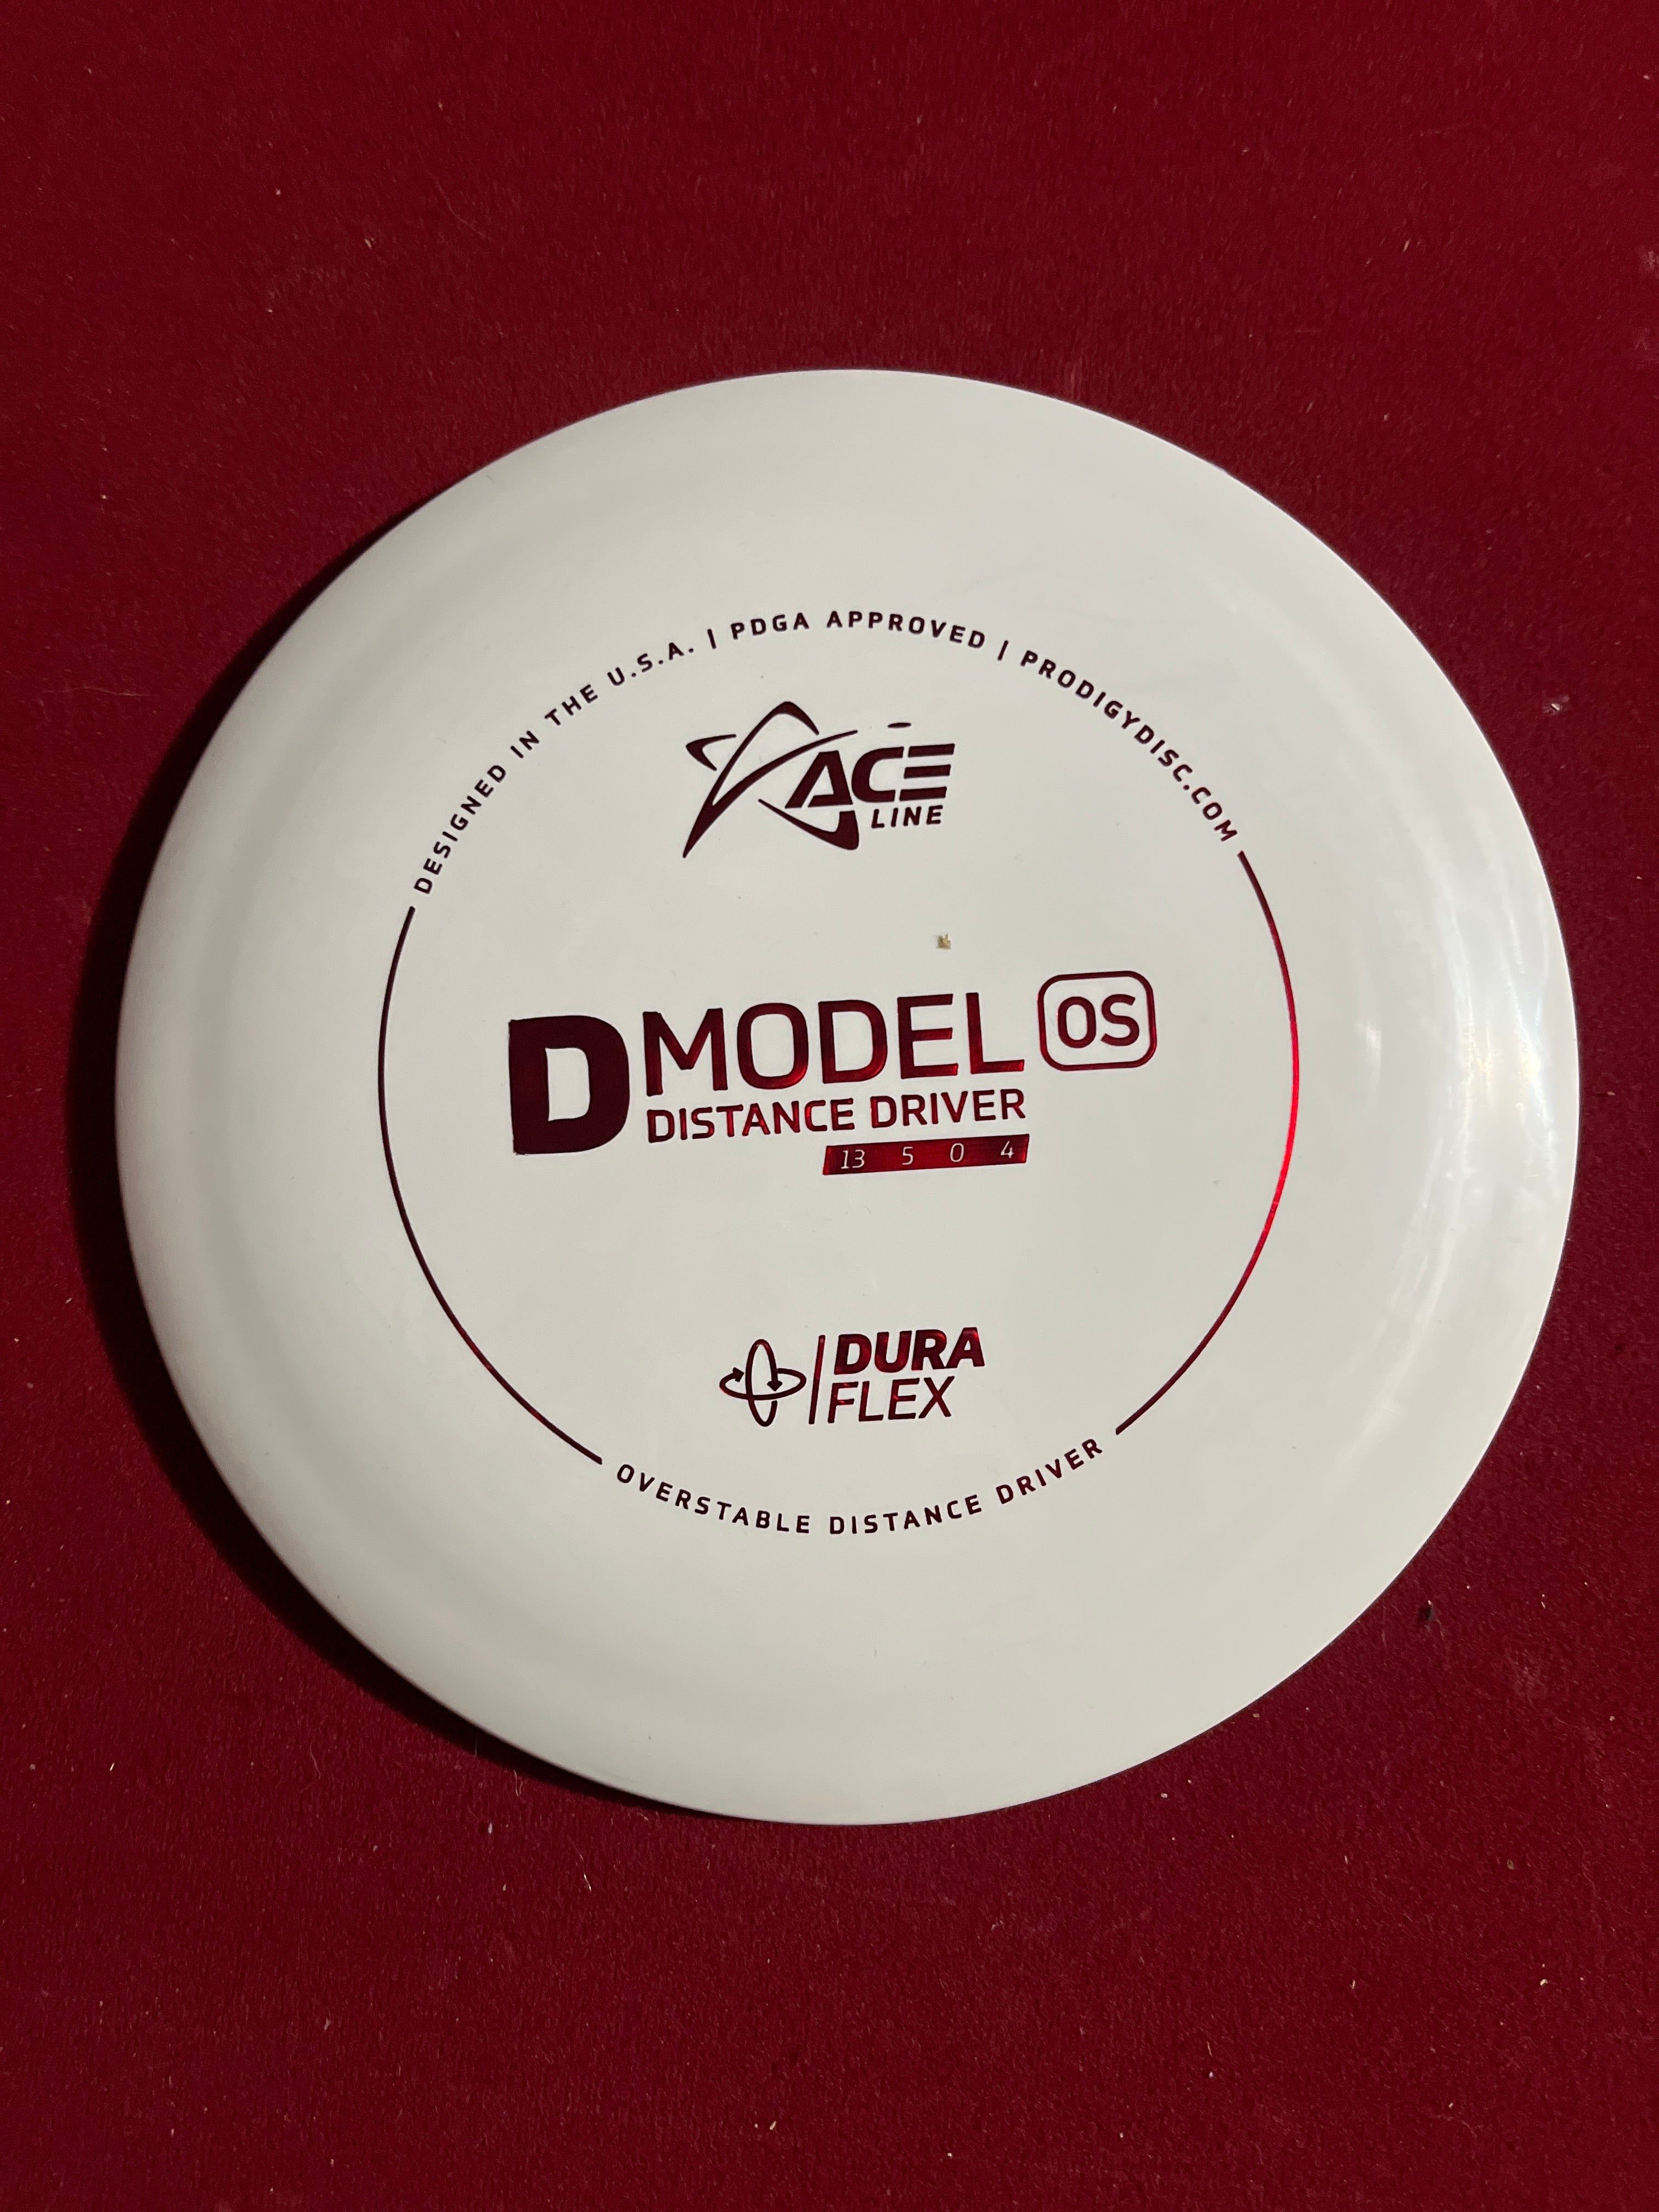 DESIGNED IN THE U.S.A. | PDGA APPROVED | PRODIGYDISC.COM
ACE
LINE
D MODEL OS
DISTANCE DRIVER
13 5 0 4
DURA
FLEX
OVERSTABLE DISTANCE DRIVER